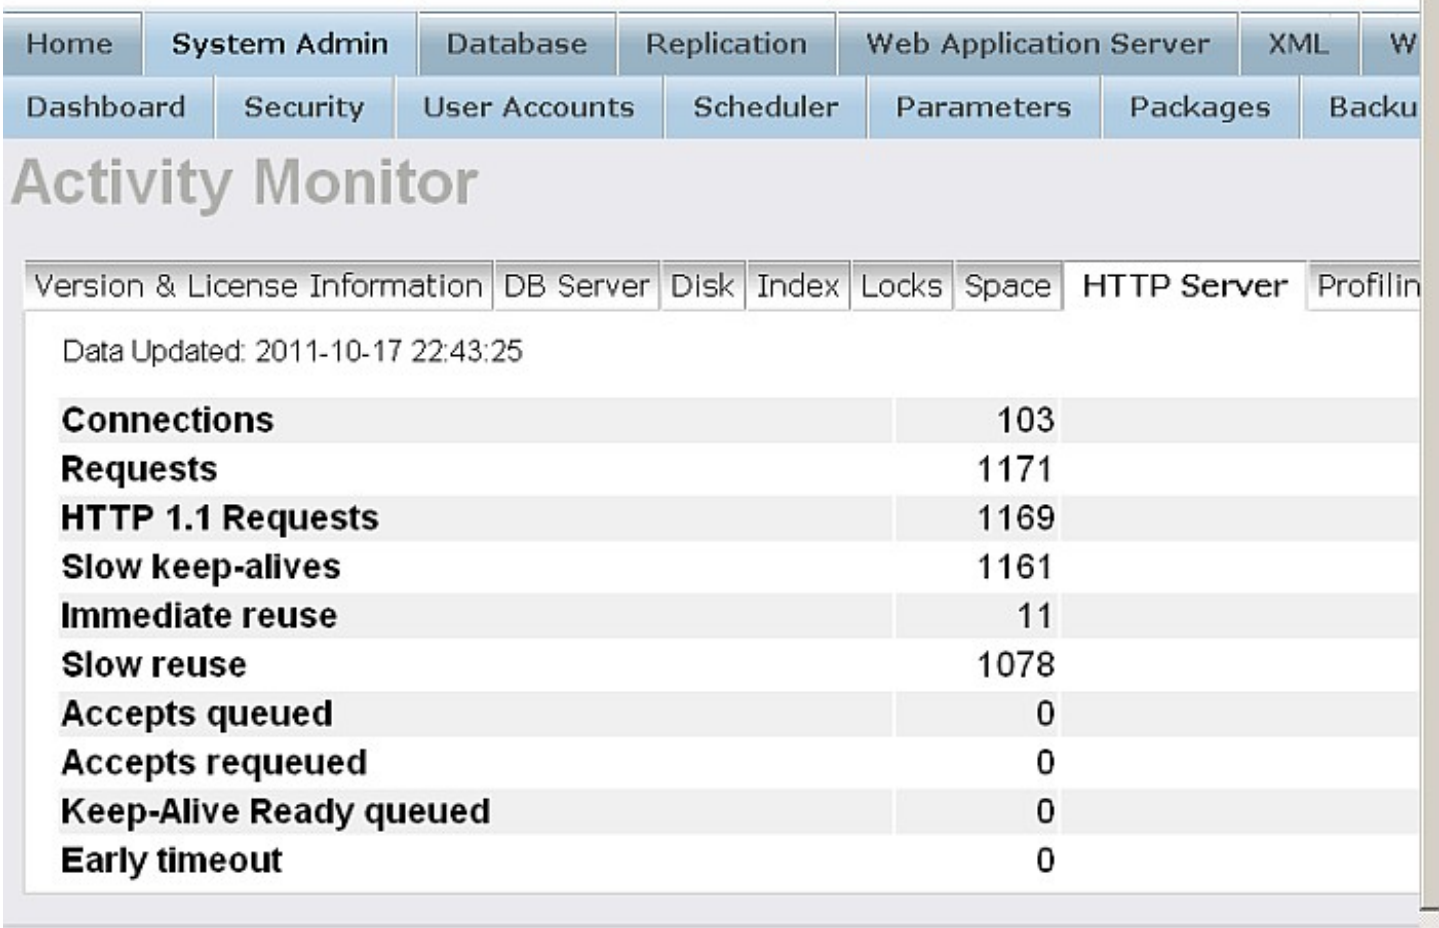 Home System Admin Database Replication Web Application Server XML W
Dashboard Security User Accounts Scheduler Parameters Packages Backu
Activity Monitor
Version & License Information DB Server Disk Index Locks Space HTTP Server Profilin
Data Updated: 2011-10-17 22:43:25
Connections 103
Requests 1171
HTTP 1.1 Requests 1169
Slow keep-alives 1161
Immediate reuse 11
Slow reuse 1078
Accepts queued 0
Accepts requeued 0
Keep-Alive Ready queued 0
Early timeout 0